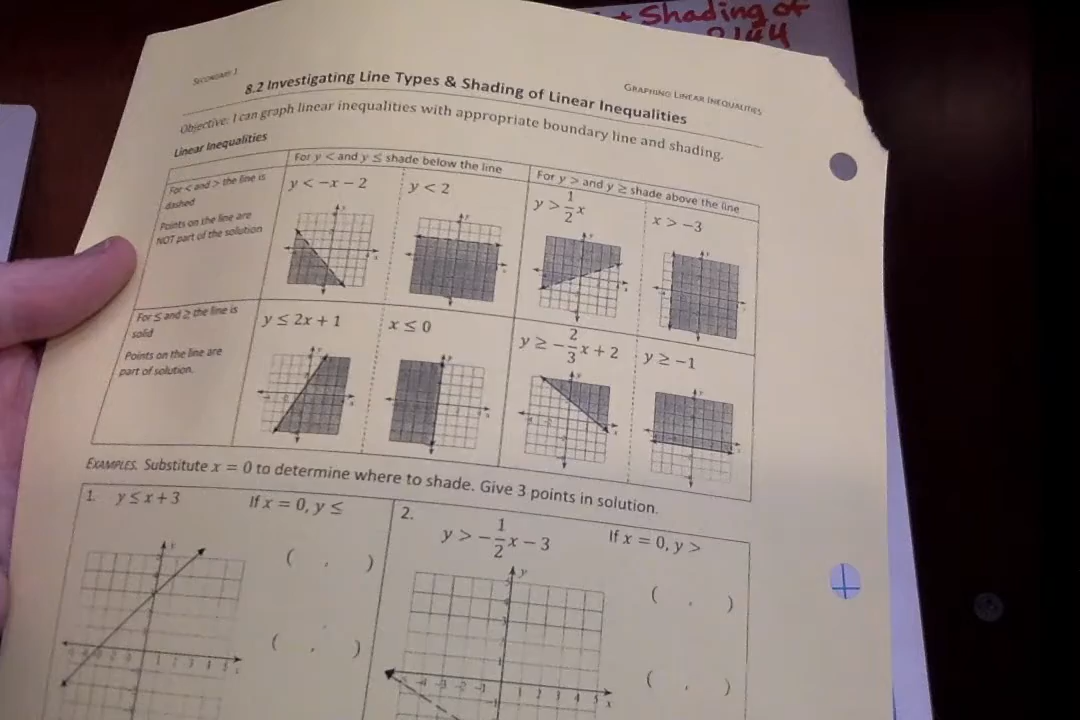 + Shading of
SECONDARY 1
GRAPHING LINEAR INEQUALITIES
8.2 Investigating Line Types & Shading of Linear Inequalities
Objective: I can graph linear inequalities with appropriate boundary line and shading.
Linear Inequalities
For y < and y ≤ shade below the line
For y > and y ≥ shade above the line
For < and > the line is
dashed
Points on the line are
NOT part of the solution
y < −x − 2
y < 2
y > 1/2 x
x > −3
For ≤ and ≥ the line is
solid
Points on the line are
part of solution.
y ≤ 2x + 1
x ≤ 0
y ≥ −2/3 x + 2
y ≥ −1
EXAMPLES. Substitute x = 0 to determine where to shade. Give 3 points in solution.
1. y ≤ x + 3
If x = 0, y ≤
( , )
( , )
2.
y > −1/2 x − 3
If x = 0, y >
( , )
( , )